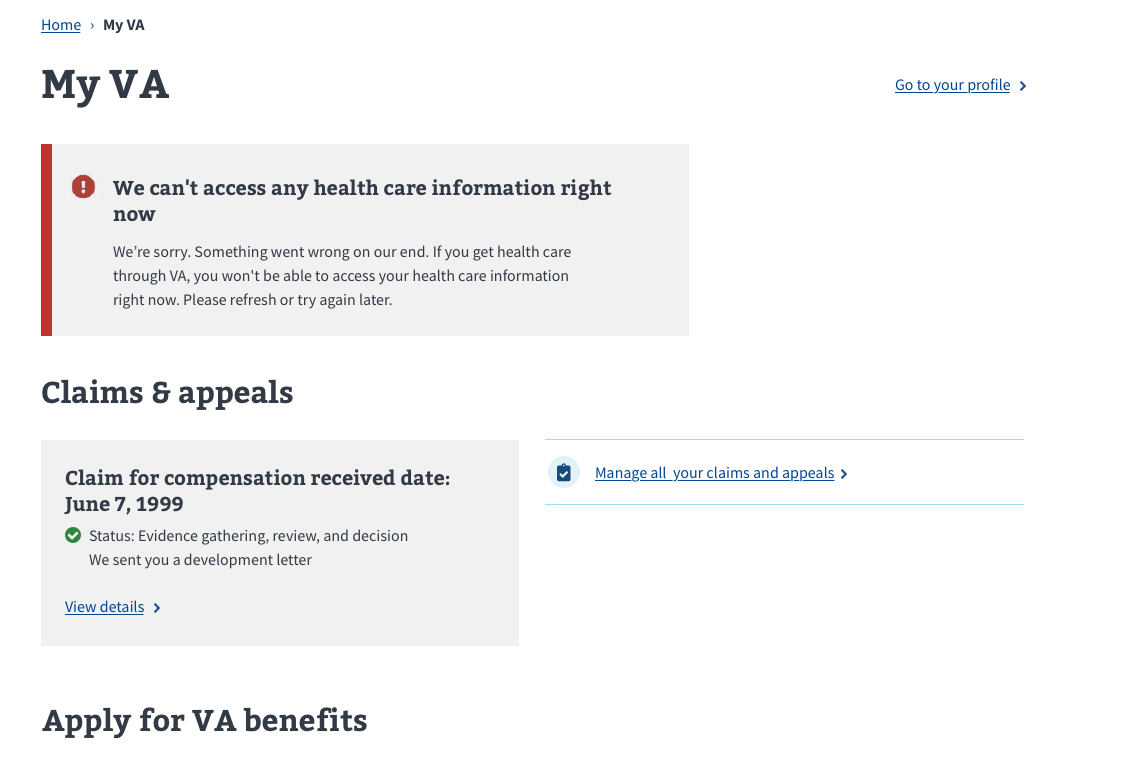 Home › My VA
My VA
Go to your profile
We can't access any health care information right
now
We’re sorry. Something went wrong on our end. If you get health care
through VA, you won't be able to access your health care information
right now. Please refresh or try again later.
Claims & appeals
Claim for compensation received date:
June 7, 1999
Status: Evidence gathering, review, and decision
We sent you a development letter
View details
Manage all  your claims and appeals
Apply for VA benefits